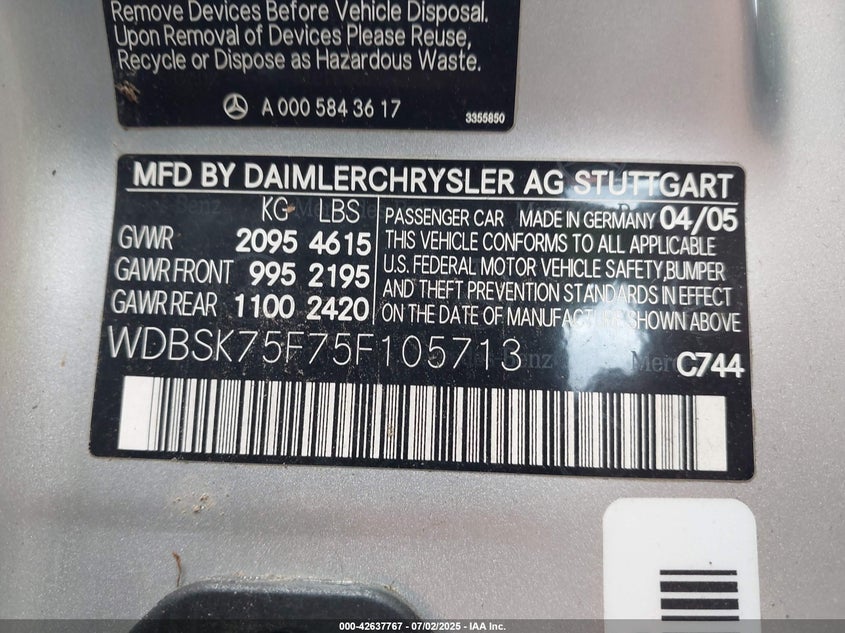 Remove Devices Before Vehicle Disposal.
Upon Removal of Devices Please Reuse,
Recycle or Dispose as Hazardous Waste.
A 000 584 36 17
3355850
MFD BY DAIMLERCHRYSLER AG STUTTGART
KG LBS
GVWR 2095 4615
GAWR FRONT 995 2195
GAWR REAR 1100 2420
PASSENGER CAR MADE IN GERMANY 04/05
THIS VEHICLE CONFORMS TO ALL APPLICABLE
U.S. FEDERAL MOTOR VEHICLE SAFETY,BUMPER
AND THEFT PREVENTION STANDARDS IN EFFECT
ON THE DATE OF MANUFACTURE SHOWN ABOVE
WDBSK75F75F105713
C744
000-42637767 - 07/02/2025 - IAA Inc.